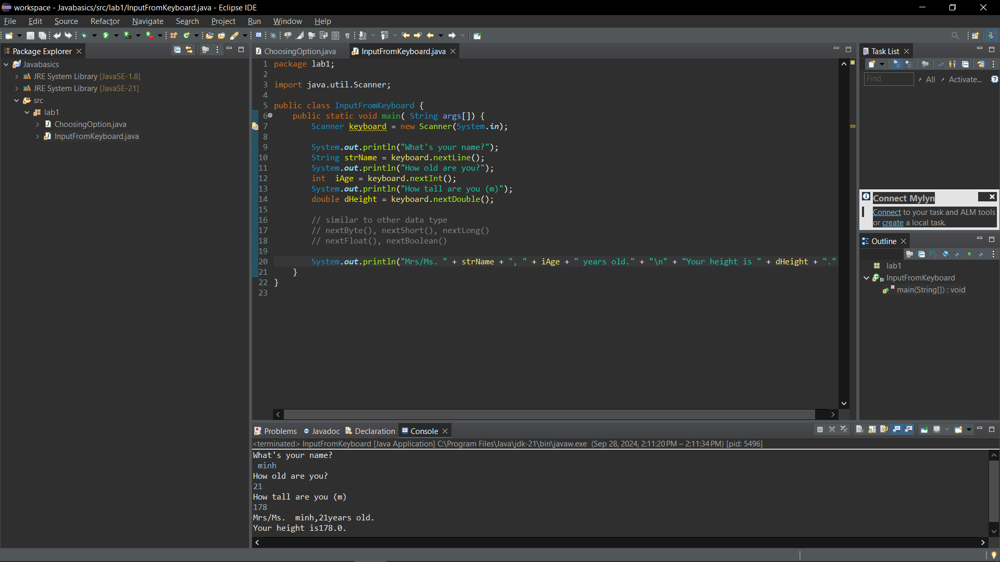 workspace - Javabasics/src/lab1/InputFromKeyboard.java - Eclipse IDE
File Edit Source Refactor Navigate Search Project Run Window Help
Package Explorer
Javabasics
JRE System Library [JavaSE-1.8]
JRE System Library [JavaSE-21]
src
lab1
ChoosingOption.java
InputFromKeyboard.java
ChoosingOption.java InputFromKeyboard.java
1 package lab1;
2
3 import java.util.Scanner;
4
5 public class InputFromKeyboard {
6 public static void main( String args[]) {
7 Scanner keyboard = new Scanner(System.in);
8
9 System.out.println("What's your name?");
10 String strName = keyboard.nextLine();
11 System.out.println("How old are you?");
12 int  iAge = keyboard.nextInt();
13 System.out.println("How tall are you (m)");
14 double dHeight = keyboard.nextDouble();
15
16 // similar to other data type
17 // nextByte(), nextShort(), nextLong()
18 // nextFloat(), nextBoolean()
19
20 System.out.println("Mrs/Ms. " + strName + ", " + iAge + " years old." + "\n" + "Your height is " + dHeight + "."
21 }
22 }
23
Task List
Find All Activate...
Connect Mylyn
Connect to your task and ALM tools
or create a local task.
Outline
lab1
InputFromKeyboard
main(String[]) : void
Problems Javadoc Declaration Console
<terminated> InputFromKeyboard [Java Application] C:\Program Files\Java\jdk-21\bin\javaw.exe (Sep 28, 2024, 2:11:20 PM – 2:11:34 PM) [pid: 5496]
What's your name?
minh
How old are you?
21
How tall are you (m)
178
Mrs/Ms.  minh,21years old.
Your height is178.0.